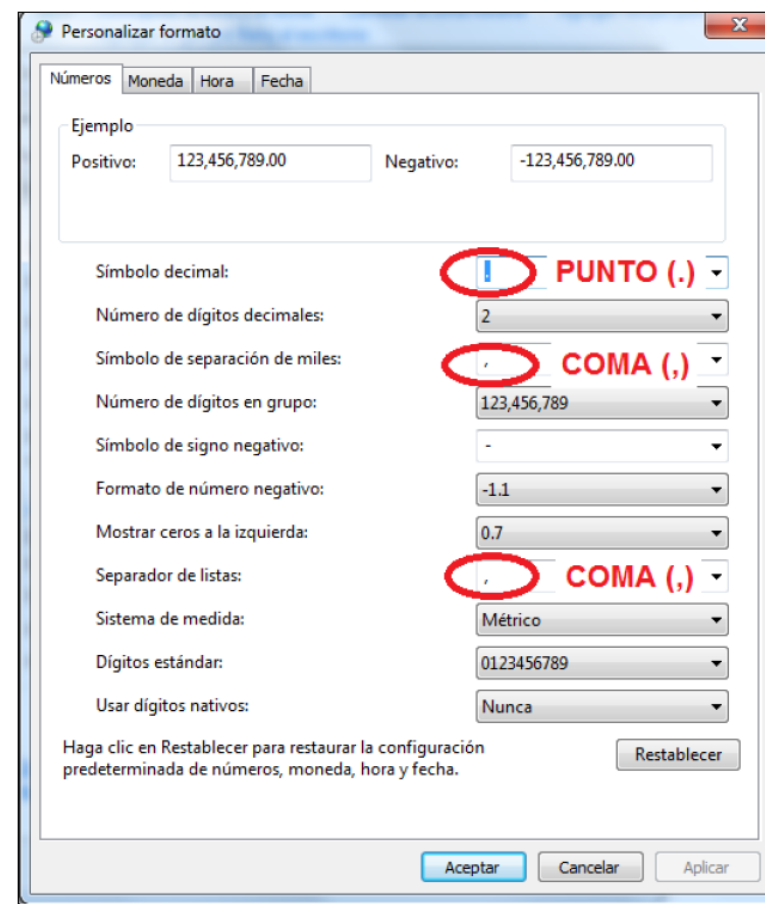 Personalizar formato
Números Moneda Hora Fecha
Ejemplo
Positivo: 123,456,789.00 Negativo: -123,456,789.00
Símbolo decimal: . PUNTO (.)
Número de dígitos decimales: 2
Símbolo de separación de miles: , COMA (,)
Número de dígitos en grupo: 123,456,789
Símbolo de signo negativo: -
Formato de número negativo: -1.1
Mostrar ceros a la izquierda: 0.7
Separador de listas: , COMA (,)
Sistema de medida: Métrico
Dígitos estándar: 0123456789
Usar dígitos nativos: Nunca
Haga clic en Restablecer para restaurar la configuración
predeterminada de números, moneda, hora y fecha.
Restablecer
Aceptar Cancelar Aplicar